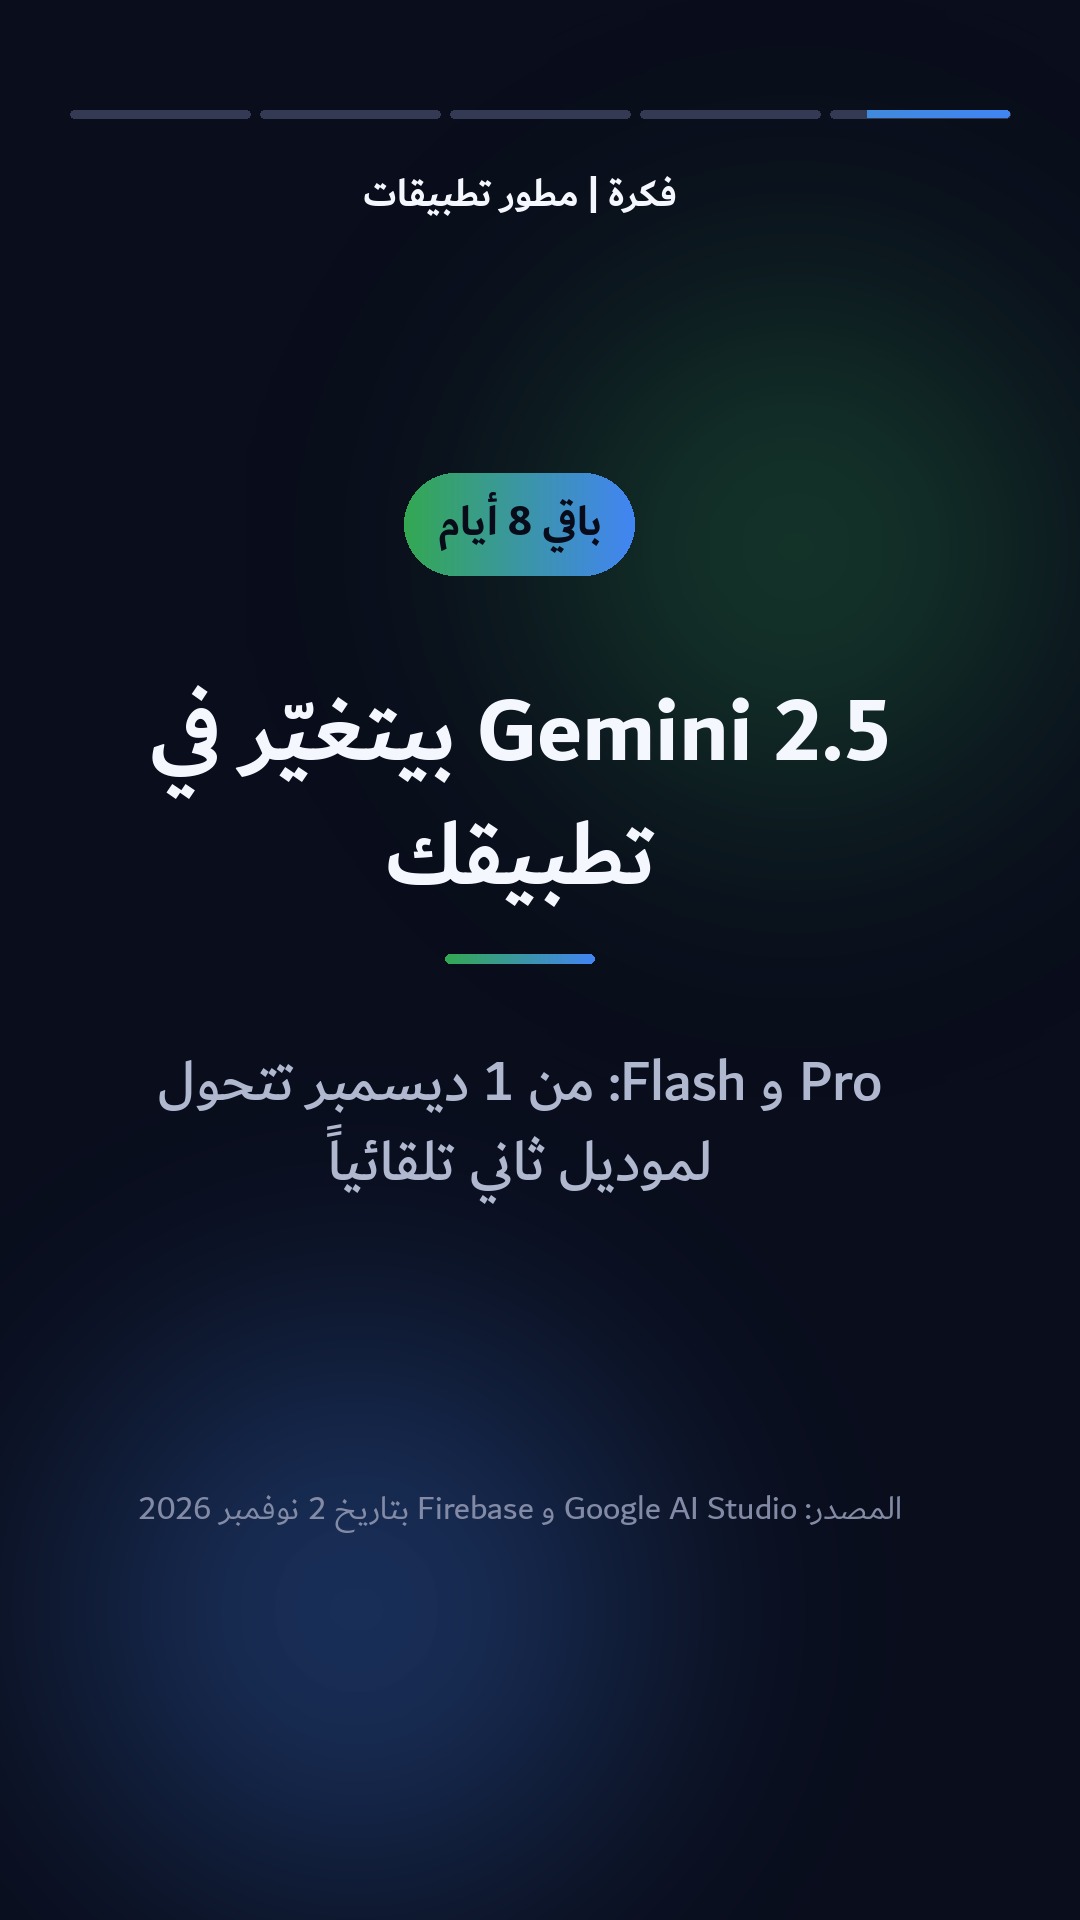 فكرة | مطور تطبيقات
باقي 8 أيام
Gemini 2.5 بيتغيّر في
تطبيقك
Pro و Flash: من 1 ديسمبر تتحول
لموديل ثاني تلقائياً
المصدر: Google AI Studio و Firebase بتاريخ 2 نوفمبر 2026